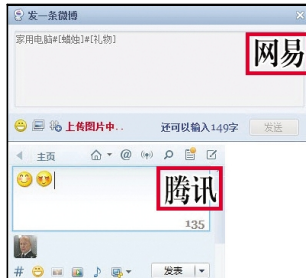 发一条微博
家用电脑#[蜡烛]#[礼物]
网易
上传图片中..
还可以输入149字
发送
主页
@
腾讯
135
#
发表